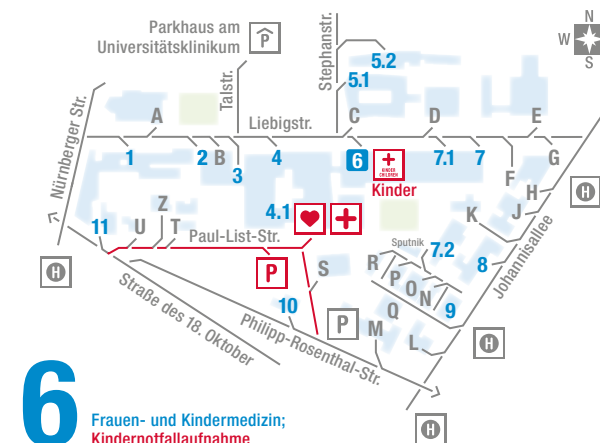 Parkhaus am
Universitätsklinikum
P
N
W
S
Stephanstr.
5.2
5.1
Talstr.
Nürnberger Str.
A
Liebigstr.
C
D
E
1
2
B
3
4
6
KINDER
CHILDREN
Kinder
7.1
7
F
G
H
H
J
K
Z
4.1
11
U
T
Paul-List-Str.
Sputnik
7.2
Johannisallee
H
P
S
R
P
O
N
8
Straße des 18. Oktober
10
Philipp-Rosenthal-Str.
P
Q
9
M
L
H
H
6
Frauen- und Kindermedizin;
Kindernotfallaufnahme